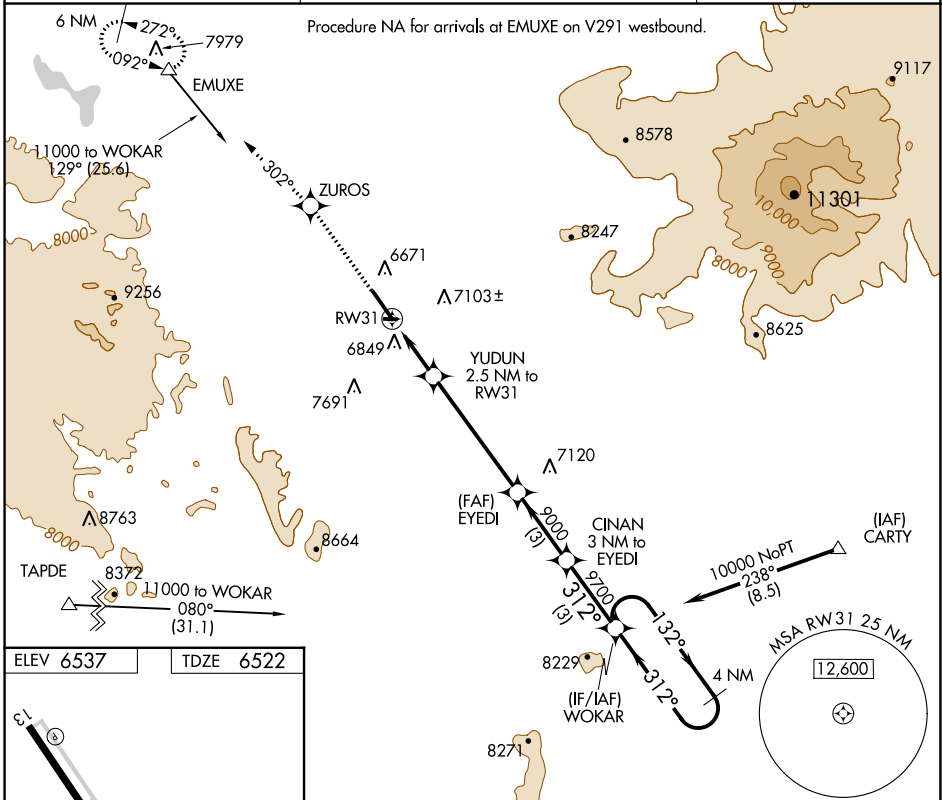 Procedure NA for arrivals at EMUXE on V291 westbound.
6 NM
272°
7979
092°
EMUXE
11000 to WOKAR
129° (25.6)
302°
ZUROS
9117
8578
11301
10,000
9000
8000
8247
8625
8000
9256
6671
7103±
RW31
6849
YUDUN
2.5 NM to
RW31
7691
7120
(FAF)
EYEDI
9000
(3)
CINAN
3 NM to
EYEDI
(IAF)
CARTY
10000 NoPT
238°
(8.5)
8763
8000
8664
TAPDE
8372
11000 to WOKAR
080°
(31.1)
9700
312°
(3)
132°
312°
4 NM
8229
(IF/IAF)
WOKAR
8271
MSA RW31 25 NM
12,600
ELEV 6537
TDZE 6522
13
P